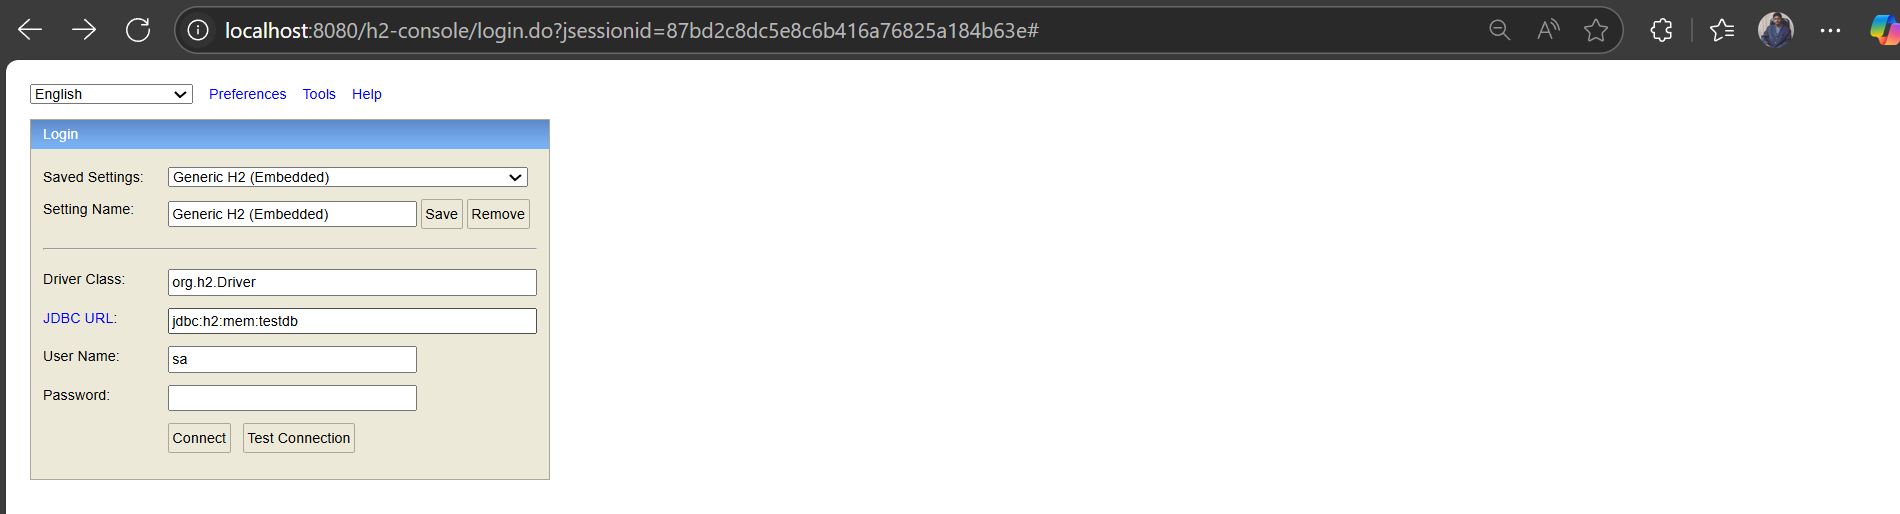 localhost:8080/h2-console/login.do?jsessionid=87bd2c8dc5e8c6b416a76825a184b63e#
English Preferences Tools Help
Login
Saved Settings: Generic H2 (Embedded)
Setting Name: Generic H2 (Embedded) Save Remove
Driver Class: org.h2.Driver
JDBC URL: jdbc:h2:mem:testdb
User Name: sa
Password:
Connect Test Connection